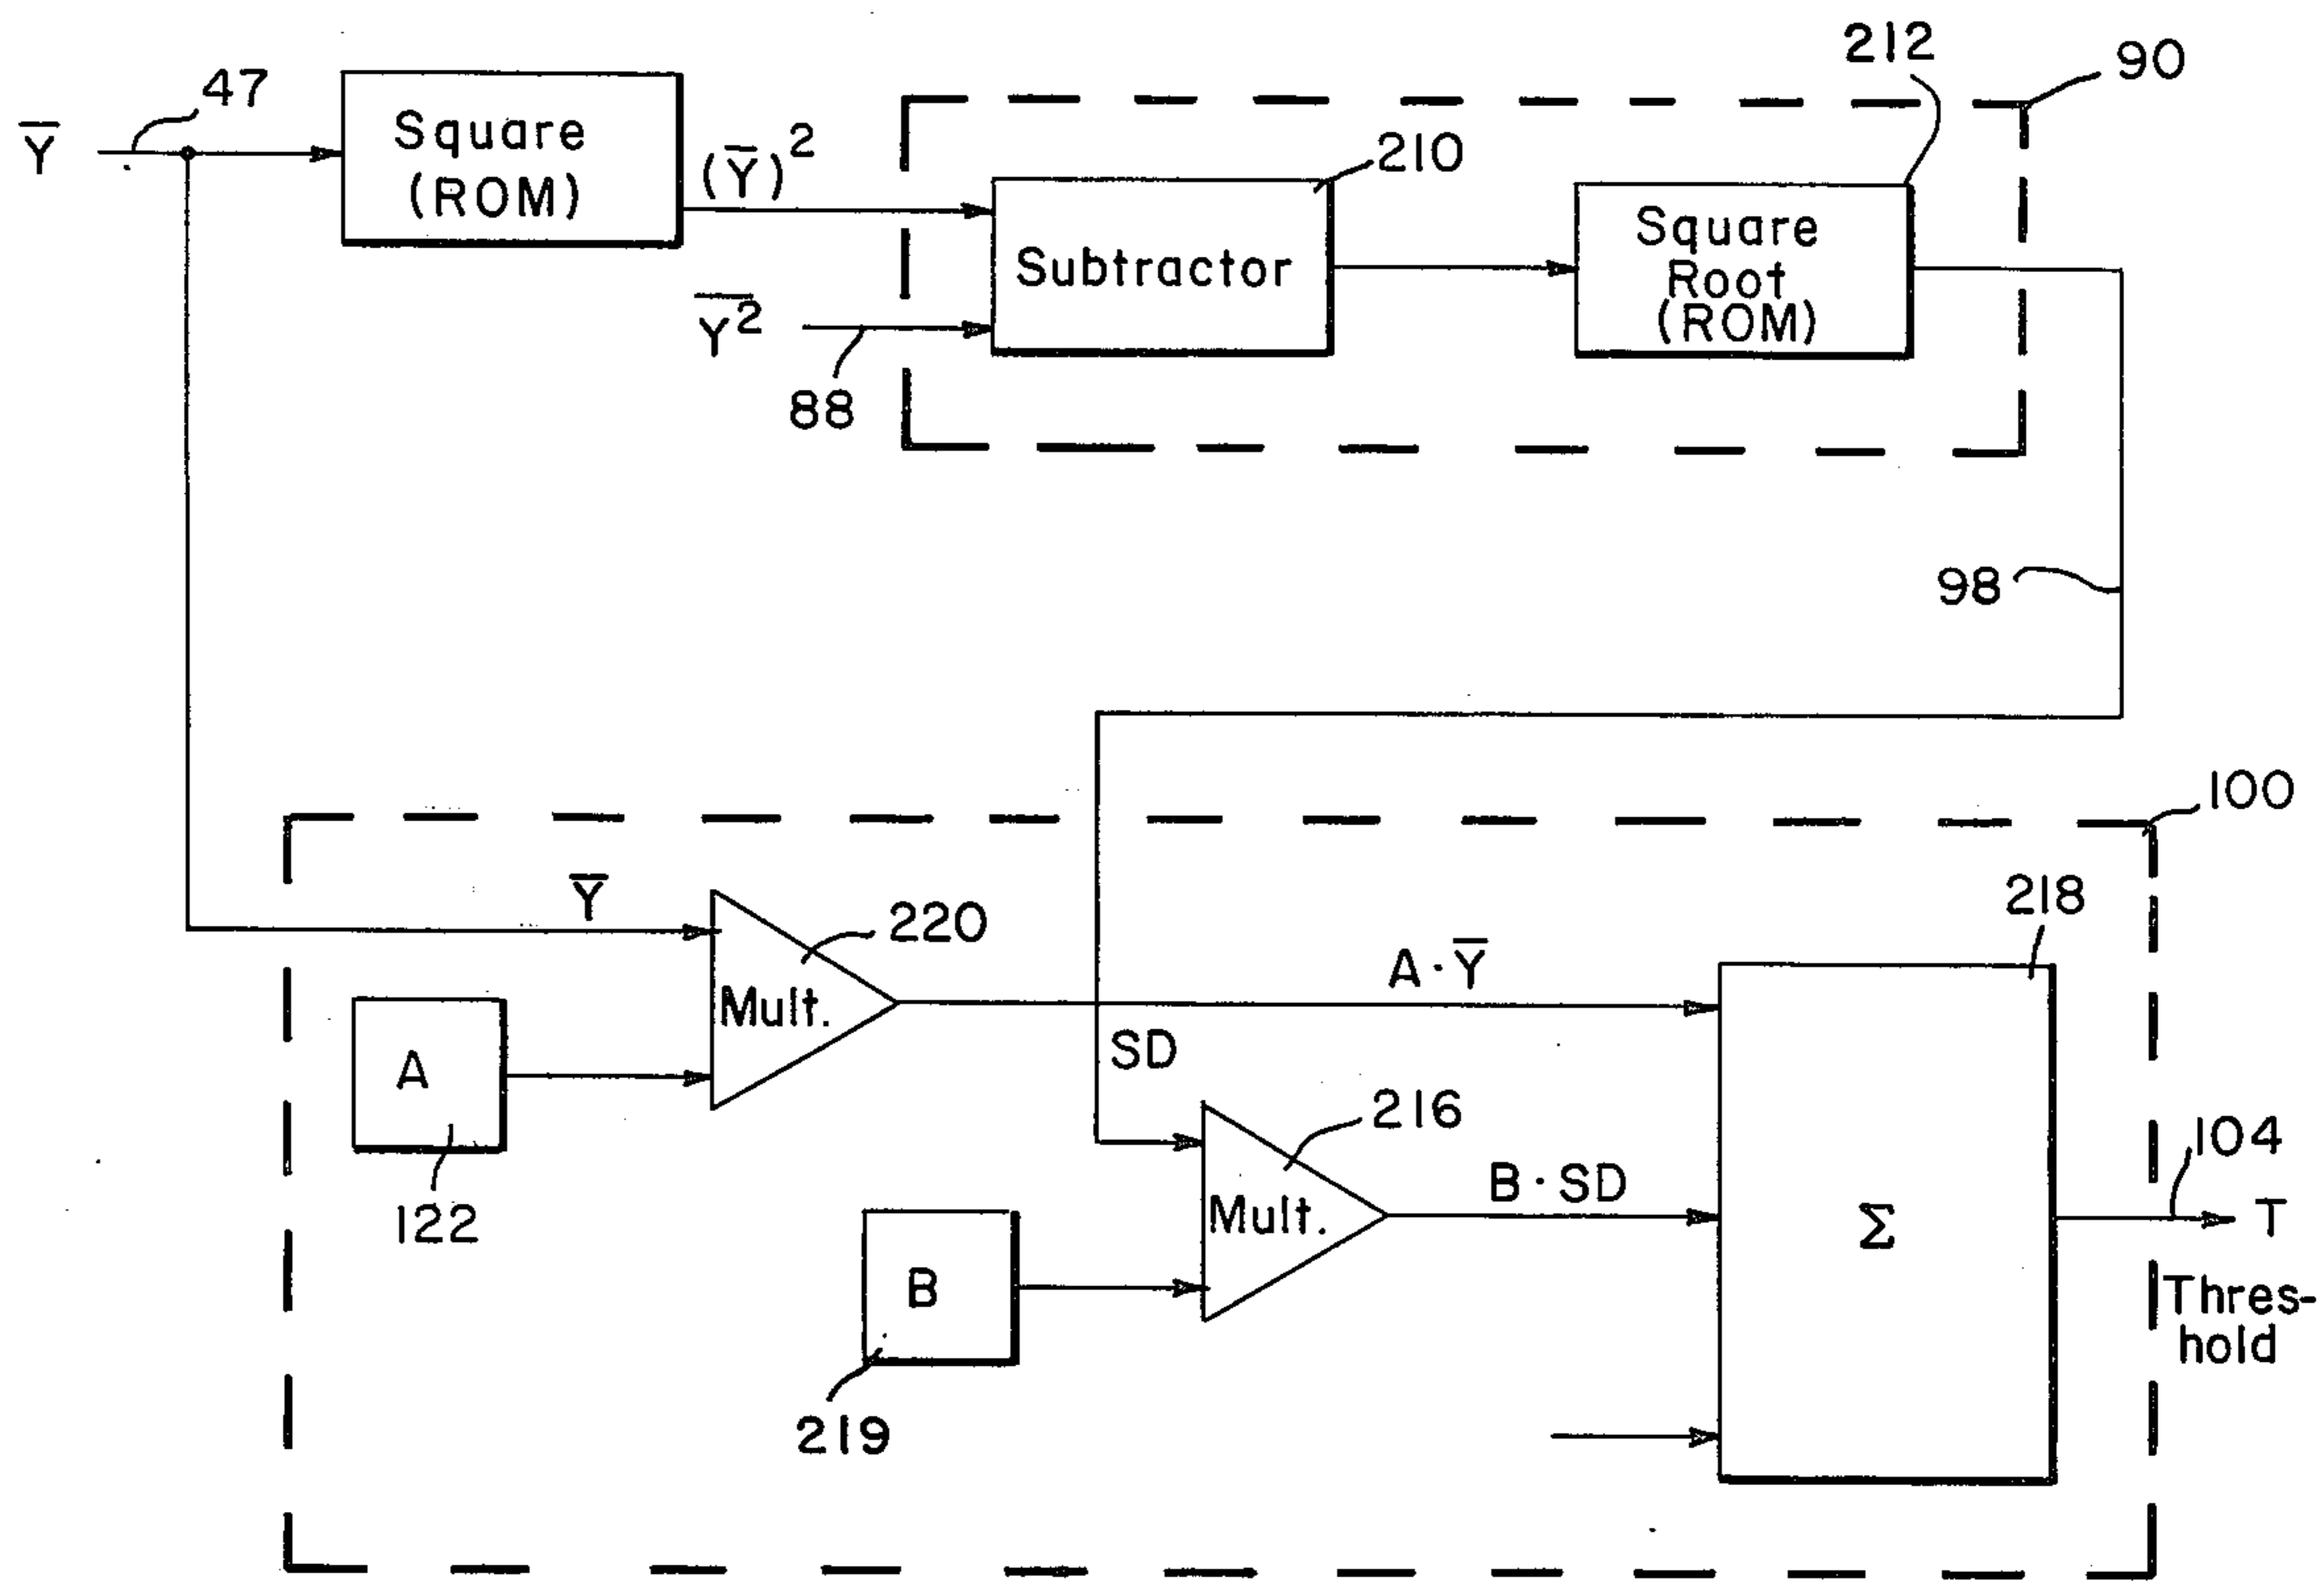 47
212
90
Y̅
Square
(ROM)
(Y̅)²
210
Subtractor
Square
Root
(ROM)
Y²̅
88
98
100
Y̅
220
218
Mult.
A · Y̅
A
SD
122
216
104
Mult.
B · SD
T
B
Σ
Thres-
hold
219